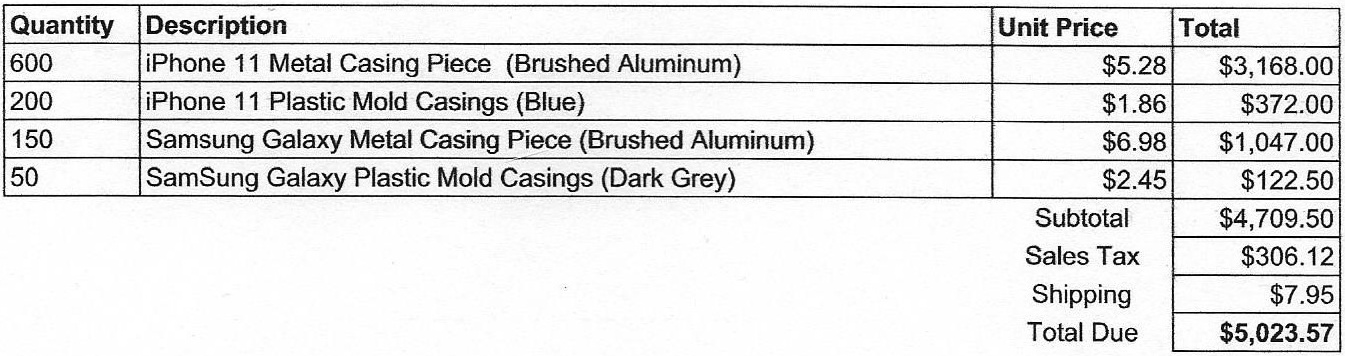 Quantity Description Unit Price Total
600 iPhone 11 Metal Casing Piece (Brushed Aluminum) $5.28 $3,168.00
200 iPhone 11 Plastic Mold Casings (Blue) $1.86 $372.00
150 Samsung Galaxy Metal Casing Piece (Brushed Aluminum) $6.98 $1,047.00
50 SamSung Galaxy Plastic Mold Casings (Dark Grey) $2.45 $122.50
Subtotal $4,709.50
Sales Tax $306.12
Shipping $7.95
Total Due $5,023.57